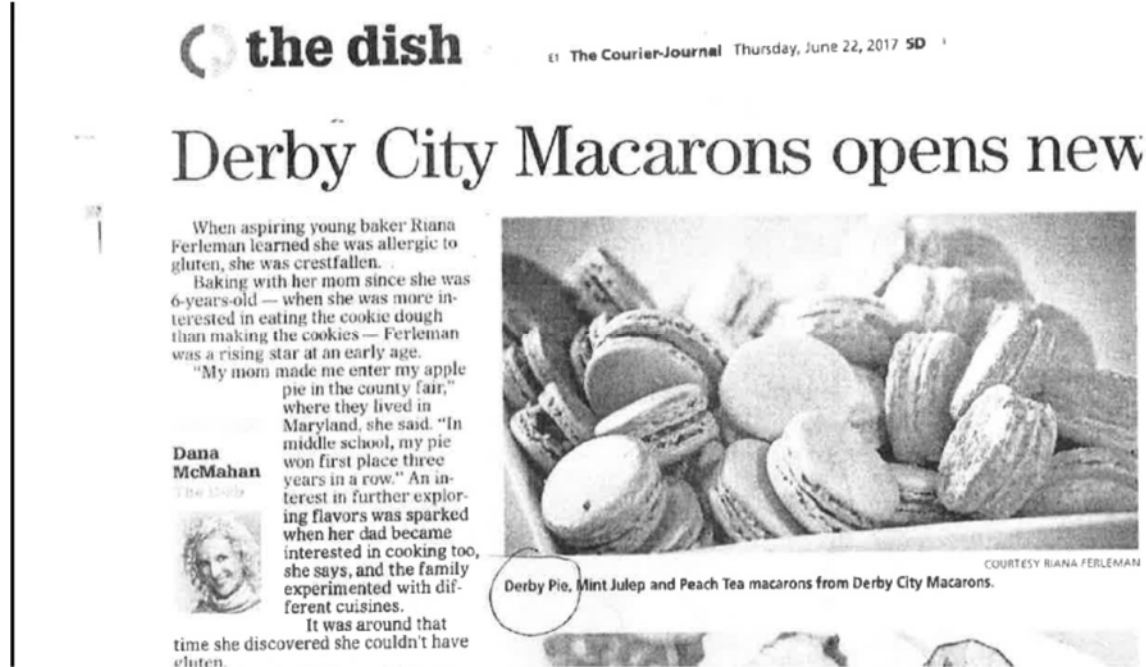 the dish
E1 The Courier-Journal Thursday, June 22, 2017 SD
Derby City Macarons opens new
When aspiring young baker Riana
Ferleman learned she was allergic to
gluten, she was crestfallen.
Baking with her mom since she was
6-years-old — when she was more in-
terested in eating the cookie dough
than making the cookies — Ferleman
was a rising star at an early age.
"My mom made me enter my apple
pie in the county fair,"
where they lived in
Maryland, she said. "In
middle school, my pie
won first place three
years in a row." An in-
terest in further explor-
ing flavors was sparked
when her dad became
interested in cooking too,
she says, and the family
experimented with dif-
ferent cuisines.
It was around that
time she discovered she couldn't have
gluten.
Dana
McMahan
The
COURTESY RIANA FERLEMAN
Derby Pie, Mint Julep and Peach Tea macarons from Derby City Macarons.